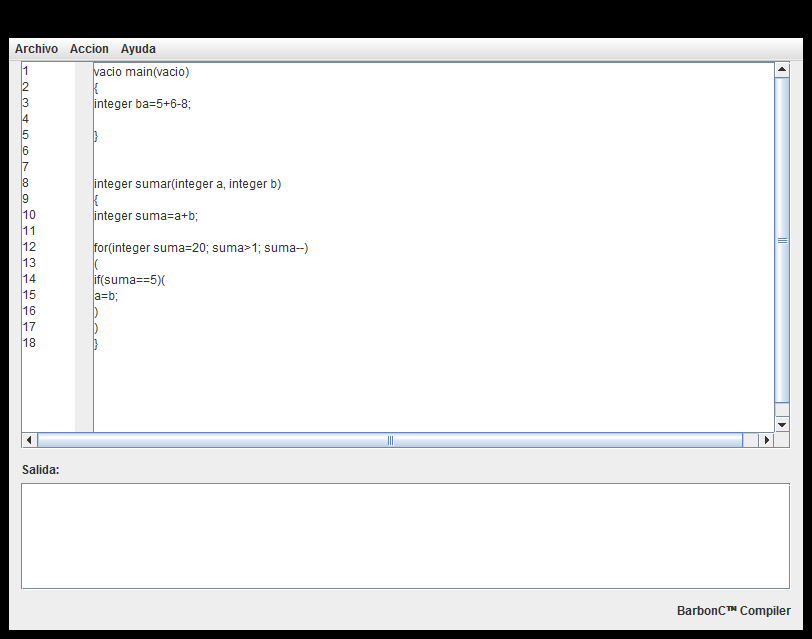 Archivo Accion Ayuda
1 vacio main(vacio)
2 {
3 integer ba=5+6-8;
4
5 }
6
7
8 integer sumar(integer a, integer b)
9 {
10 integer suma=a+b;
11
12 for(integer suma=20; suma>1; suma--)
13 (
14 if(suma==5)(
15 a=b;
16 )
17 )
18 }
Salida:
BarbonC™ Compiler